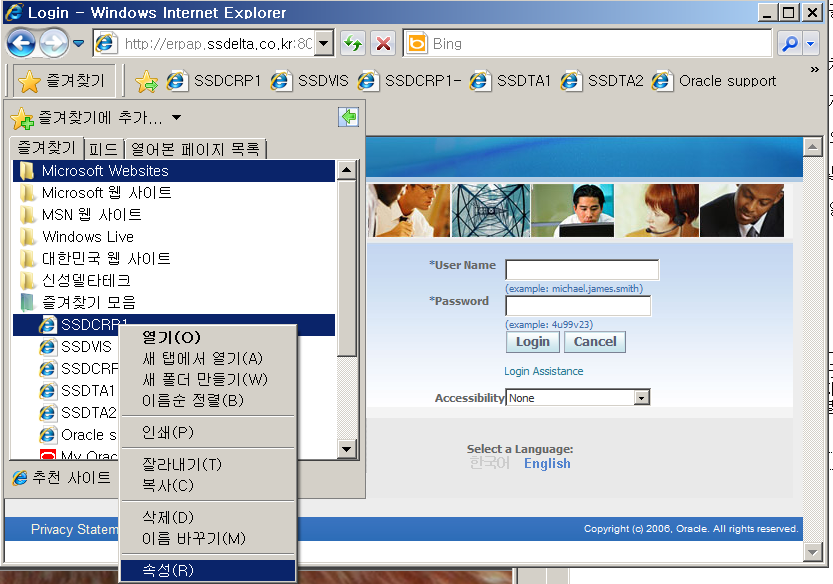 Login - Windows Internet Explorer
http://erpap.ssdelta.co.kr:80
Bing
즐겨찾기
SSDCRP1
SSDVIS
SSDCRP1-
SSDTA1
SSDTA2
Oracle support
»
즐겨찾기에 추가...
즐겨찾기
피드
열어본 페이지 목록
Microsoft Websites
Microsoft 웹 사이트
MSN 웹 사이트
Windows Live
대한민국 웹 사이트
신성델타테크
즐겨찾기 모음
SSDCRP1
SSDVIS
SSDCRP
SSDTA1
SSDTA2
Oracle s
My Orac
추천 사이트
열기(O)
새 탭에서 열기(A)
새 폴더 만들기(W)
이름순 정렬(B)
인쇄(P)
잘라내기(T)
복사(C)
삭제(D)
이름 바꾸기(M)
속성(R)
*User Name
(example: michael.james.smith)
*Password
(example: 4u99v23)
Login
Cancel
Login Assistance
Accessibility
None
Select a Language:
한국어
English
Privacy Statem
Copyright (c) 2006, Oracle. All rights reserved.